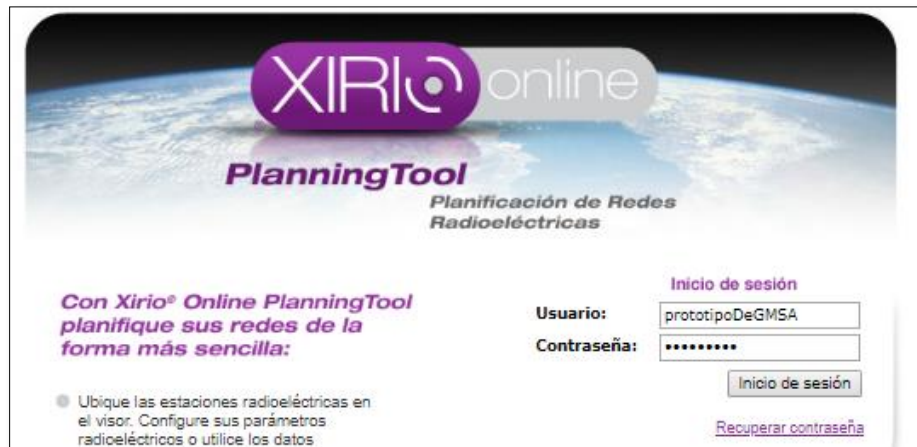 XIRIO online
PlanningTool
Planificación de Redes
Radioeléctricas
Con Xirio® Online PlanningTool
planifique sus redes de la
forma más sencilla:
Ubique las estaciones radioeléctricas en
el visor. Configure sus parámetros
radioeléctricos o utilice los datos
Inicio de sesión
Usuario: prototipoDeGMSA
Contraseña: •••••••••
Inicio de sesión
Recuperar contraseña